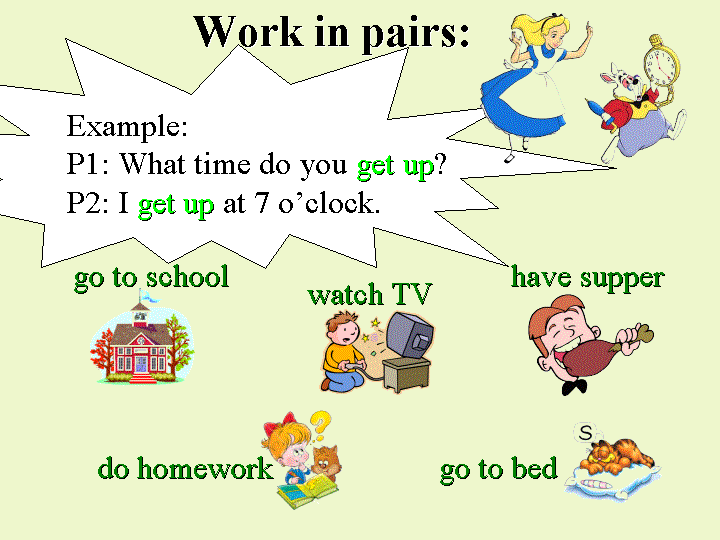 Work in pairs:
Example:
P1: What time do you get up?
P2: I get up at 7 o’clock.
go to school
watch TV
have supper
do homework
?
go to bed
S